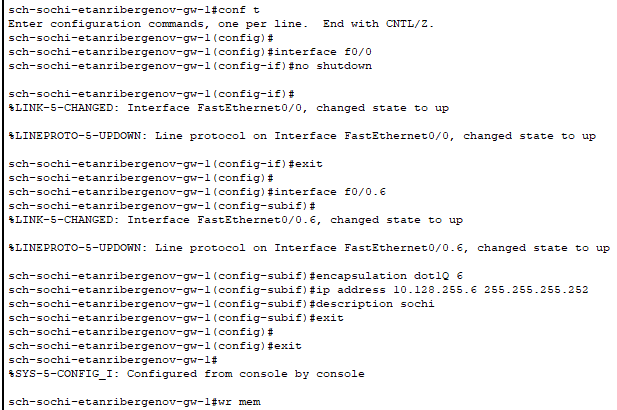 sch-sochi-etanribergenov-gw-1#conf t
Enter configuration commands, one per line.  End with CNTL/Z.
sch-sochi-etanribergenov-gw-1(config)#
sch-sochi-etanribergenov-gw-1(config)#interface f0/0
sch-sochi-etanribergenov-gw-1(config-if)#no shutdown
sch-sochi-etanribergenov-gw-1(config-if)#
%LINK-5-CHANGED: Interface FastEthernet0/0, changed state to up
%LINEPROTO-5-UPDOWN: Line protocol on Interface FastEthernet0/0, changed state to up
sch-sochi-etanribergenov-gw-1(config-if)#exit
sch-sochi-etanribergenov-gw-1(config)#
sch-sochi-etanribergenov-gw-1(config)#interface f0/0.6
sch-sochi-etanribergenov-gw-1(config-subif)#
%LINK-5-CHANGED: Interface FastEthernet0/0.6, changed state to up
%LINEPROTO-5-UPDOWN: Line protocol on Interface FastEthernet0/0.6, changed state to up
sch-sochi-etanribergenov-gw-1(config-subif)#encapsulation dot1Q 6
sch-sochi-etanribergenov-gw-1(config-subif)#ip address 10.128.255.6 255.255.255.252
sch-sochi-etanribergenov-gw-1(config-subif)#description sochi
sch-sochi-etanribergenov-gw-1(config-subif)#exit
sch-sochi-etanribergenov-gw-1(config)#
sch-sochi-etanribergenov-gw-1(config)#exit
sch-sochi-etanribergenov-gw-1#
%SYS-5-CONFIG_I: Configured from console by console
sch-sochi-etanribergenov-gw-1#wr mem